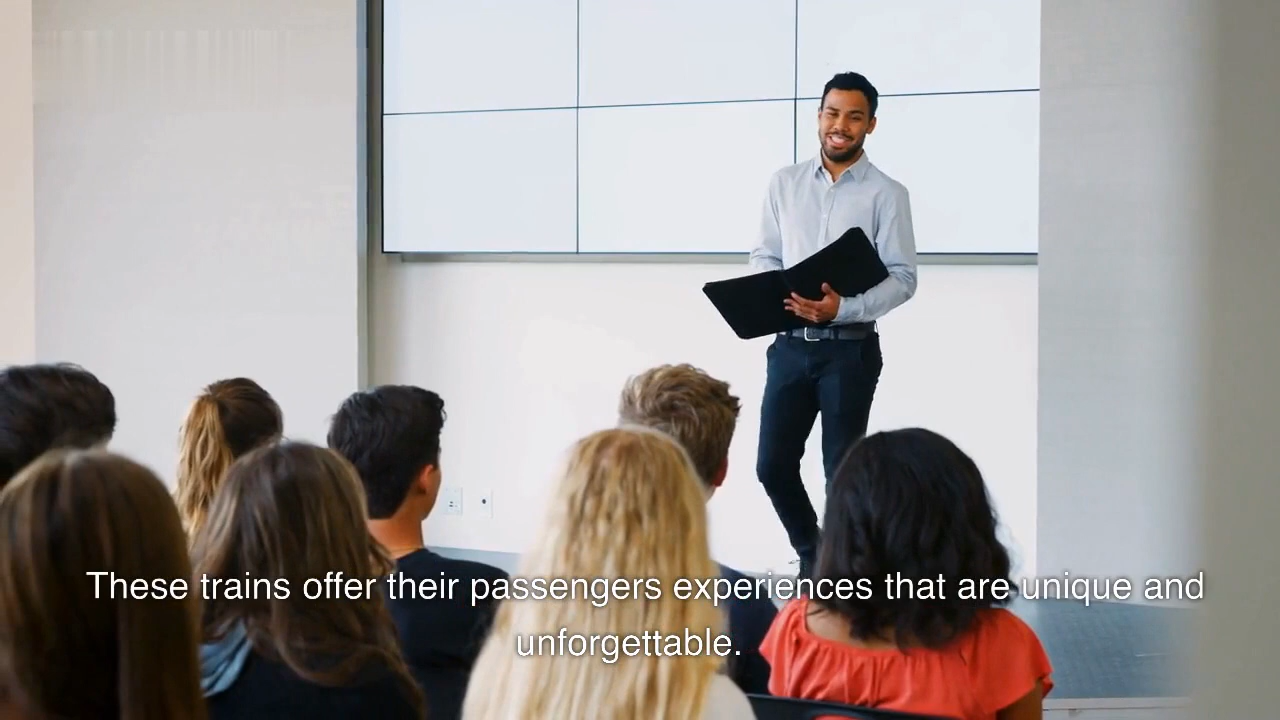 These trains offer their passengers experiences that are unique and
unforgettable.